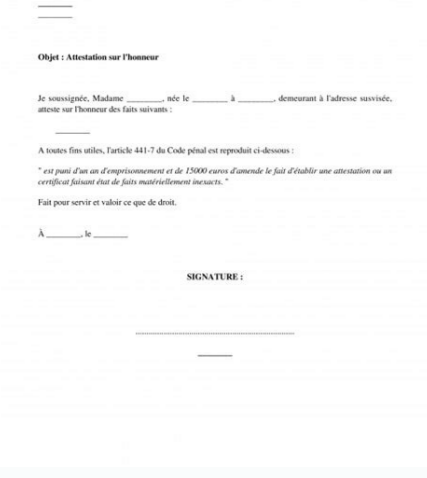 Objet : Attestation sur l'honneur
Je soussignée, Madame ________, née le ________ à ________, demeurant à l'adresse susvisée,
atteste sur l'honneur des faits suivants :
________
A toutes fins utiles, l'article 441-7 du Code pénal est reproduit ci-dessous :
" est puni d'un an d'emprisonnement et de 15000 euros d'amende le fait d'établir une attestation ou un
certificat faisant état de faits matériellement inexacts. "
Fait pour servir et valoir ce que de droit.
À ________, le ________
SIGNATURE :